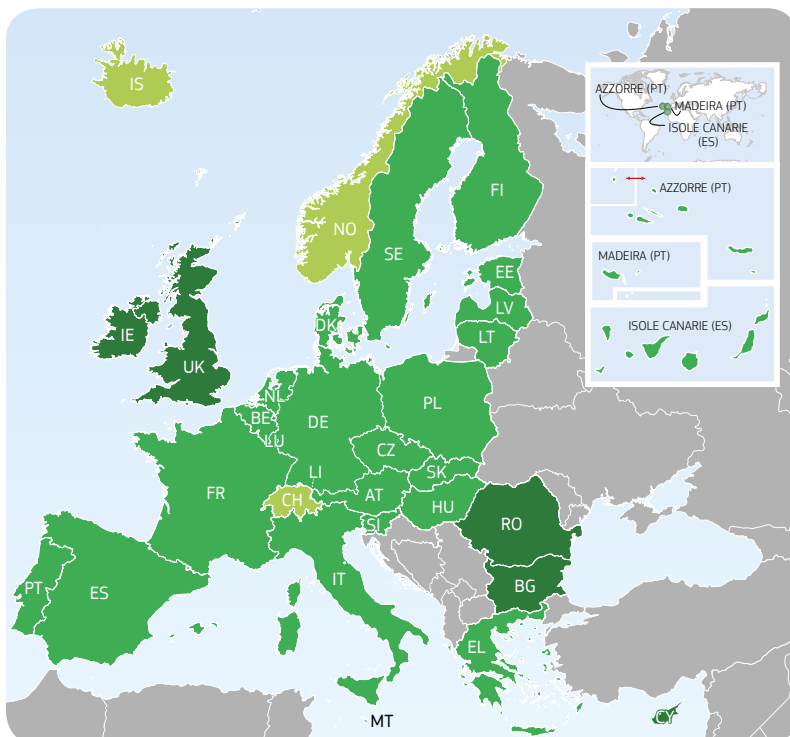 IS
AZZORRE (PT)
MADEIRA (PT)
ISOLE CANARIE
(ES)
AZZORRE (PT)
FI
NO
SE
MADEIRA (PT)
EE
LV
DK
ISOLE CANARIE (ES)
IE
LT
UK
NL
PL
BE
DE
LU
CZ
LI
SK
FR
CH
AT
HU
SI
RO
IT
BG
PT
ES
EL
MT
CY